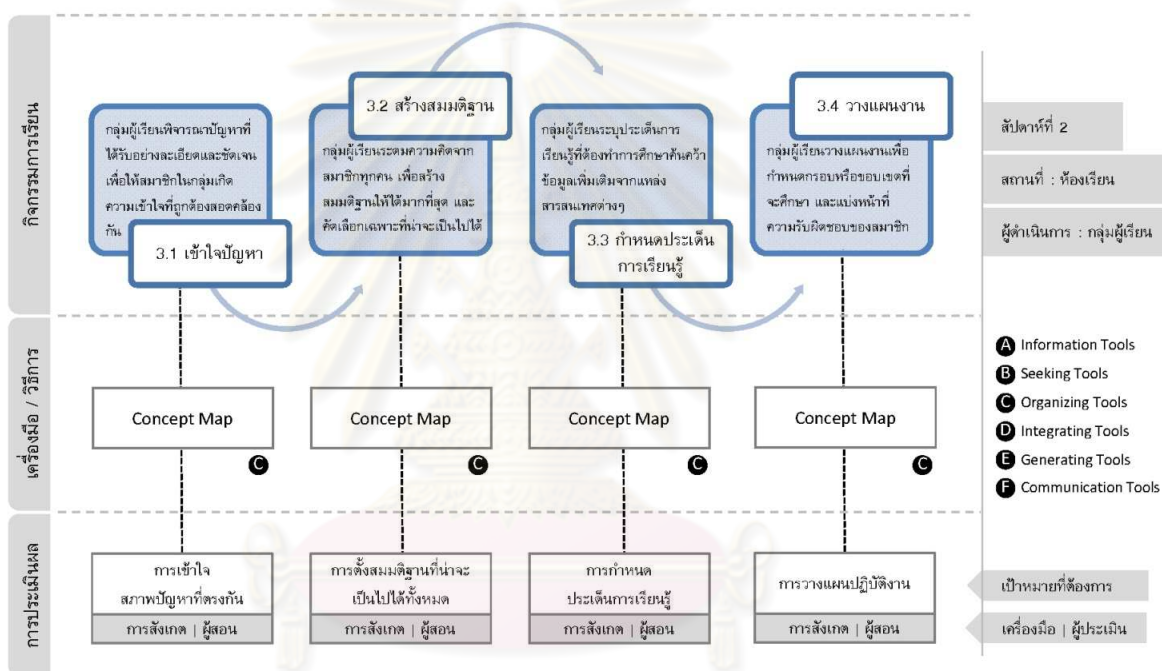 กิจกรรมการเรียน
กลุ่มผู้เรียนพิจารณาปัญหาที่
ได้รับอย่างละเอียดและชัดเจน
เพื่อให้สมาชิกในกลุ่มเกิด
ความเข้าใจที่ถูกต้องสอดคล้อง
กัน
3.1 เข้าใจปัญหา
3.2 สร้างสมมติฐาน
กลุ่มผู้เรียนระดมความคิดจาก
สมาชิกทุกคน เพื่อสร้าง
สมมติฐานให้ได้มากที่สุด และ
คัดเลือกเฉพาะที่น่าจะเป็นไปได้
กลุ่มผู้เรียนระบุประเด็นการ
เรียนรู้ที่ต้องทำการศึกษาค้นคว้า
ข้อมูลเพิ่มเติมจากแหล่ง
สารสนเทศต่างๆ
3.3 กำหนดประเด็น
การเรียนรู้
3.4 วางแผนงาน
กลุ่มผู้เรียนวางแผนงานเพื่อ
กำหนดกรอบหรือขอบเขตที่
จะศึกษา และแบ่งหน้าที่
ความรับผิดชอบของสมาชิก
สัปดาห์ที่ 2
สถานที่ : ห้องเรียน
ผู้ดำเนินการ : กลุ่มผู้เรียน
เครื่องมือ / วิธีการ
Concept Map
C
Concept Map
C
Concept Map
C
Concept Map
C
A Information Tools
B Seeking Tools
C Organizing Tools
D Integrating Tools
E Generating Tools
F Communication Tools
การประเมินผล
การเข้าใจ
สภาพปัญหาที่ตรงกัน
การสังเกต | ผู้สอน
การตั้งสมมติฐานที่น่าจะ
เป็นไปได้ทั้งหมด
การสังเกต | ผู้สอน
การกำหนด
ประเด็นการเรียนรู้
การสังเกต | ผู้สอน
การวางแผนปฏิบัติงาน
การสังเกต | ผู้สอน
เป้าหมายที่ต้องการ
เครื่องมือ | ผู้ประเมิน